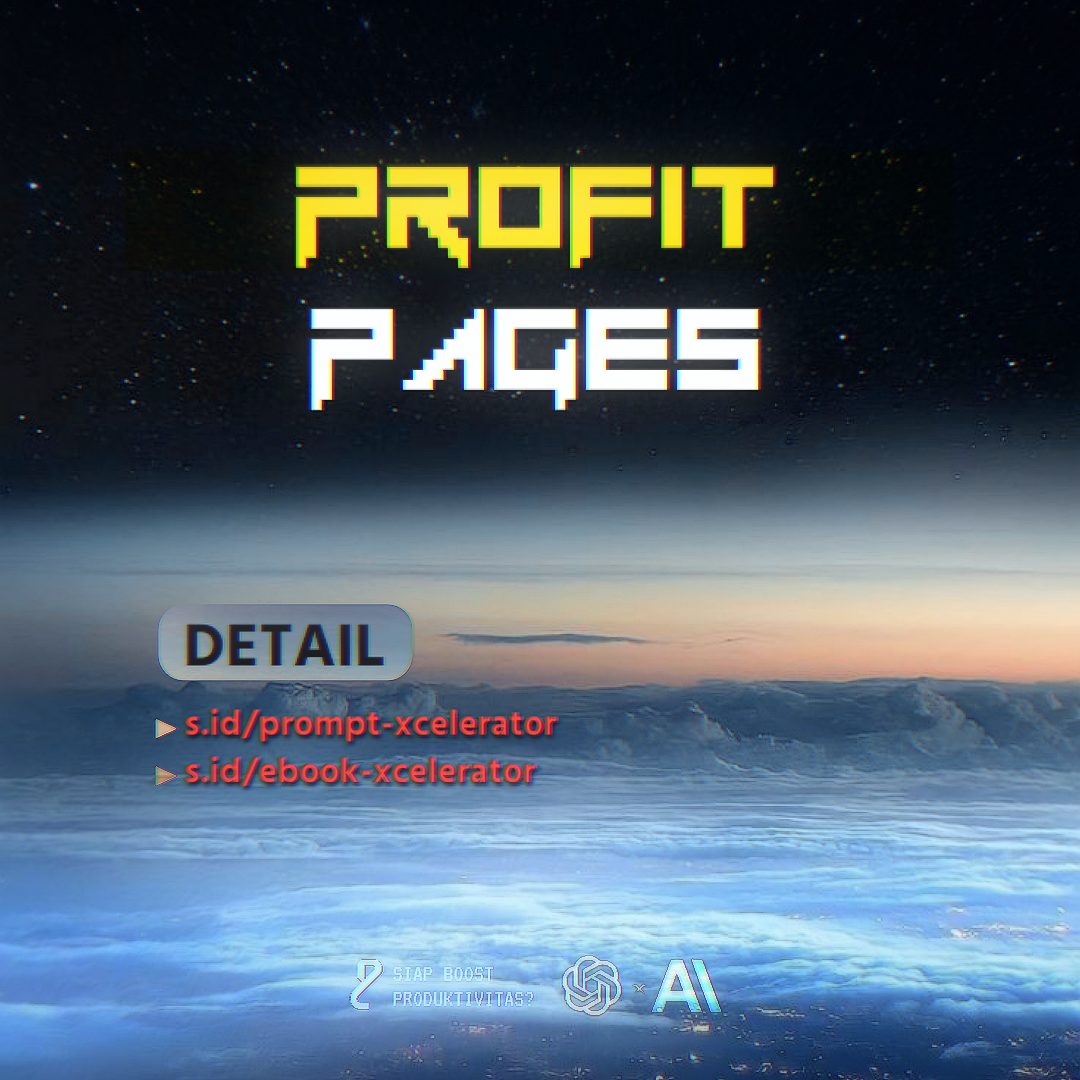 PROFIT
PAGES
DETAIL
s.id/prompt-xcelerator
s.id/ebook-xcelerator
SIAP BOOST
PRODUKTIVITAS?
× AI